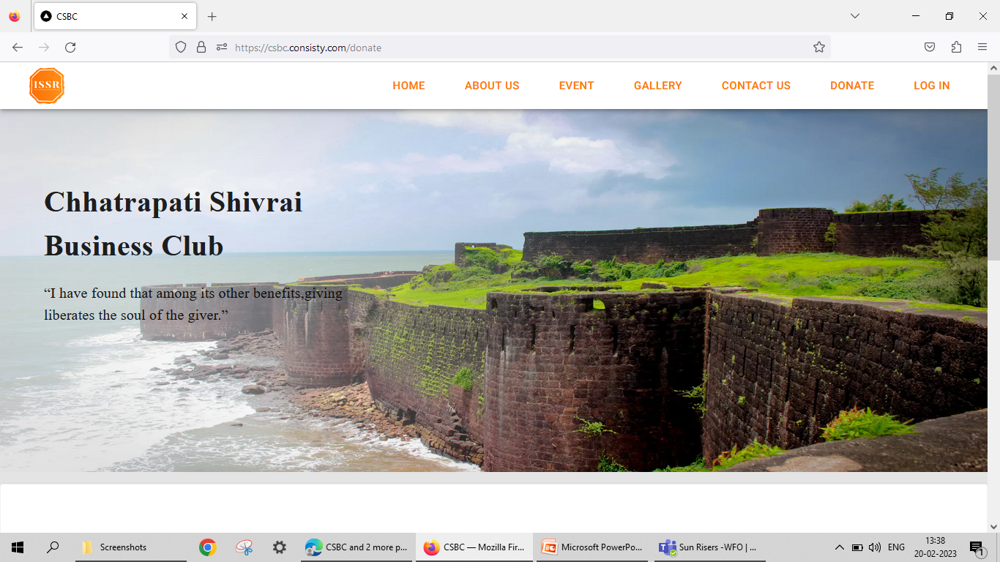 CSBC
https://csbc.consisty.com/donate
ISSR
HOME
ABOUT US
EVENT
GALLERY
CONTACT US
DONATE
LOG IN
Chhatrapati Shivrai
Business Club
“I have found that among its other benefits,giving
liberates the soul of the giver.”
Screenshots
CSBC and 2 more p...
CSBC — Mozilla Fir...
Microsoft PowerPo...
Sun Risers -WFO | ...
ENG
13:38
20-02-2023
1